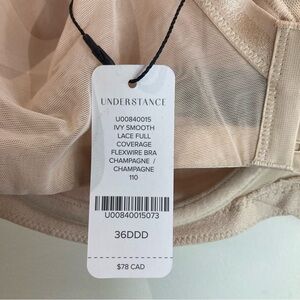 UNDERSTANCE
U00840015
IVY SMOOTH
LACE FULL
COVERAGE
FLEXWIRE BRA
CHAMPAGNE /
CHAMPAGNE
110
U00840015073
36DDD
$78 CAD